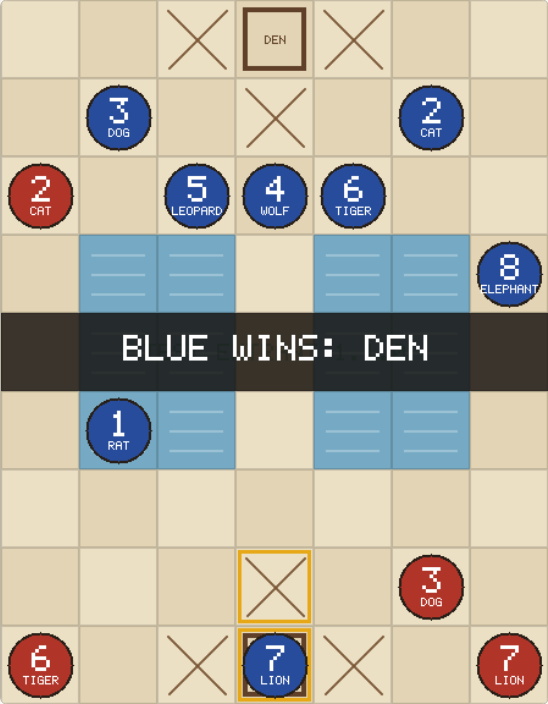 DEN
3
DOG
2
CAT
2
CAT
5
LEOPARD
4
WOLF
6
TIGER
8
ELEPHANT
BLUE WINS: DEN
1
RAT
3
DOG
6
TIGER
7
LION
7
LION